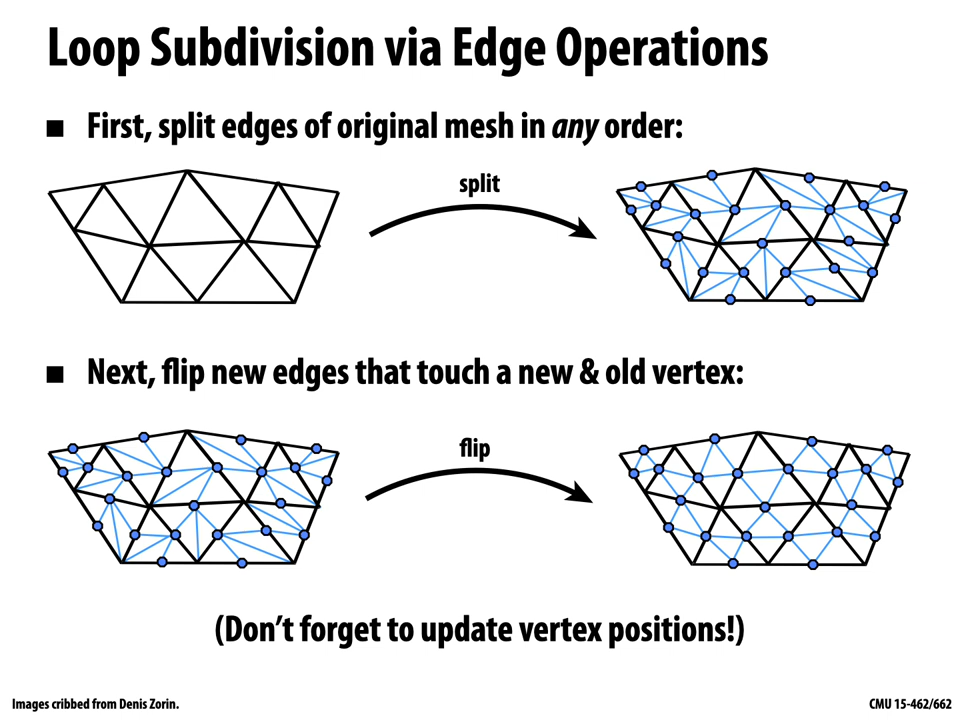 Loop Subdivision via Edge Operations
■ First, split edges of original mesh in any order:
split
■ Next, flip new edges that touch a new & old vertex:
flip
(Don't forget to update vertex positions!)
Images cribbed from Denis Zorin.
CMU 15-462/662